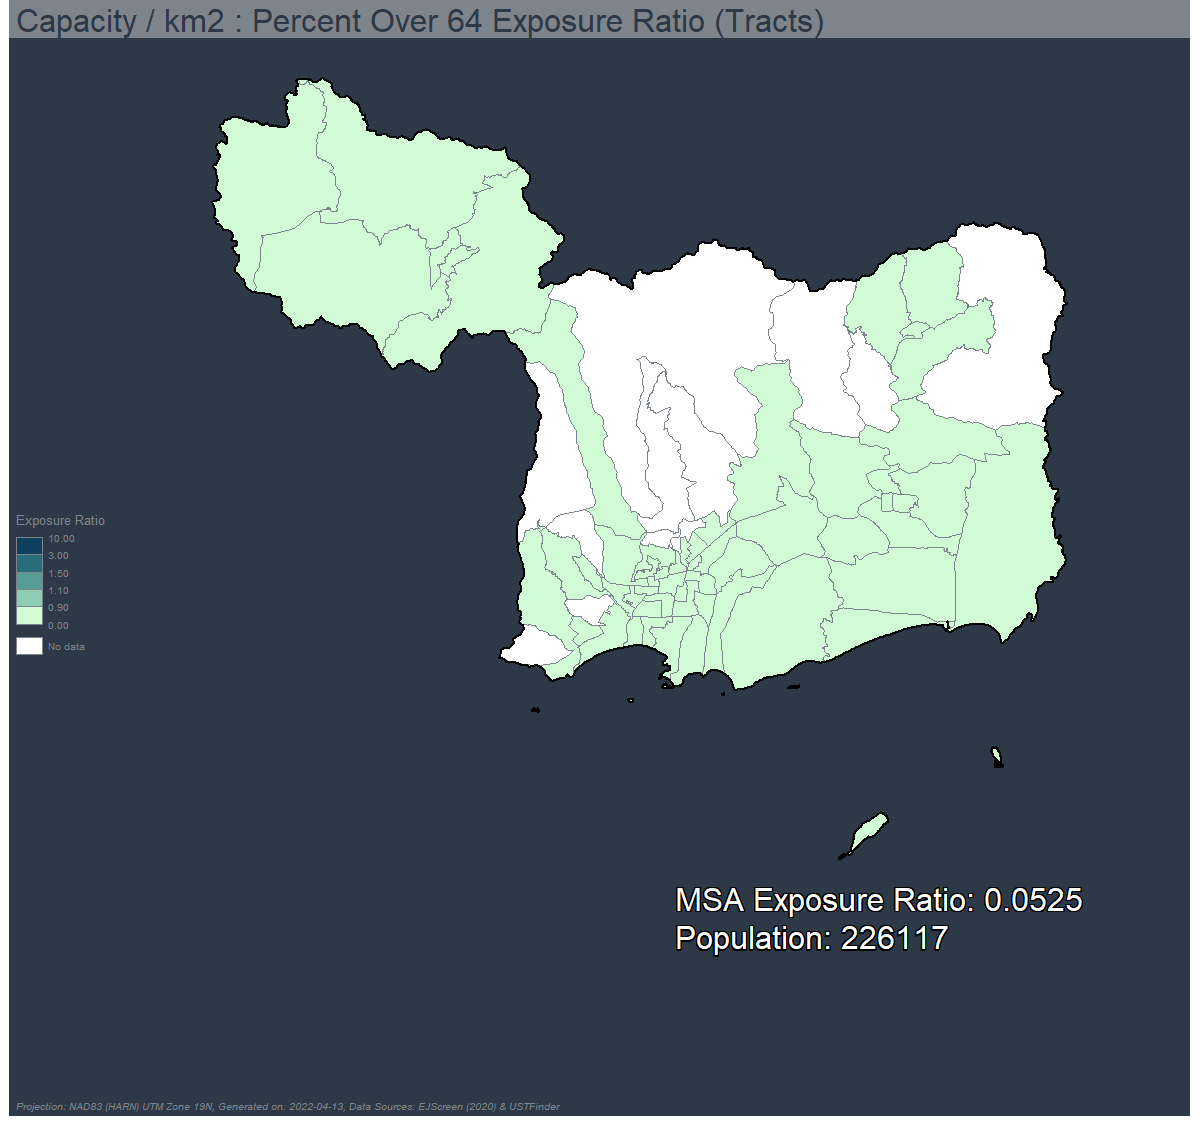 Capacity / km2 : Percent Over 64 Exposure Ratio (Tracts)
Exposure Ratio
10.00
3.00
1.50
1.10
0.90
0.00
No data
MSA Exposure Ratio: 0.0525
Population: 226117
Projection: NAD83 (HARN) UTM Zone 19N, Generated on: 2022-04-13, Data Sources: EJScreen (2020) & USTFinder